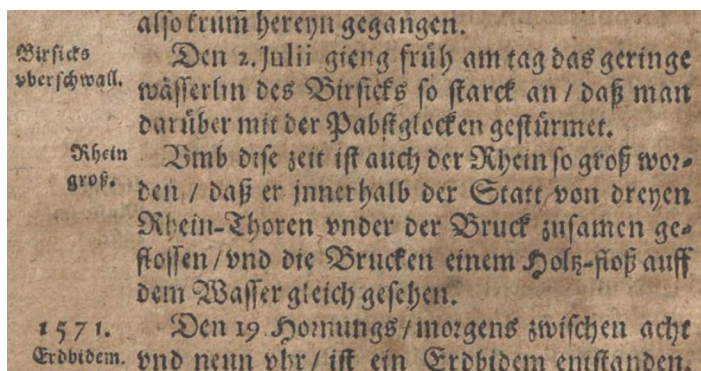 also krum hereyn gegangen.
Birsicks
vberschwall.
Den 2. Julii gieng früh am tag das geringe
wässerlin des Birsicks so starck an / daß man
darüber mit der Pabstglocken gestürmet.
Rhein
groß.
Vmb dise zeit ist auch der Rhein so groß wor-
den / daß er jnnerhalb der Statt von dreyen
Rhein-Thoren vnder der Bruck zusamen ge-
flossen / vnd die Brucken einem Holtz-floß auff
dem Wasser gleich gesehen.
1571.
Erdbidem.
Den 19. Hornungs / morgens zwischen acht
vnd neun vhr / ist ein Erdbidem entstanden.